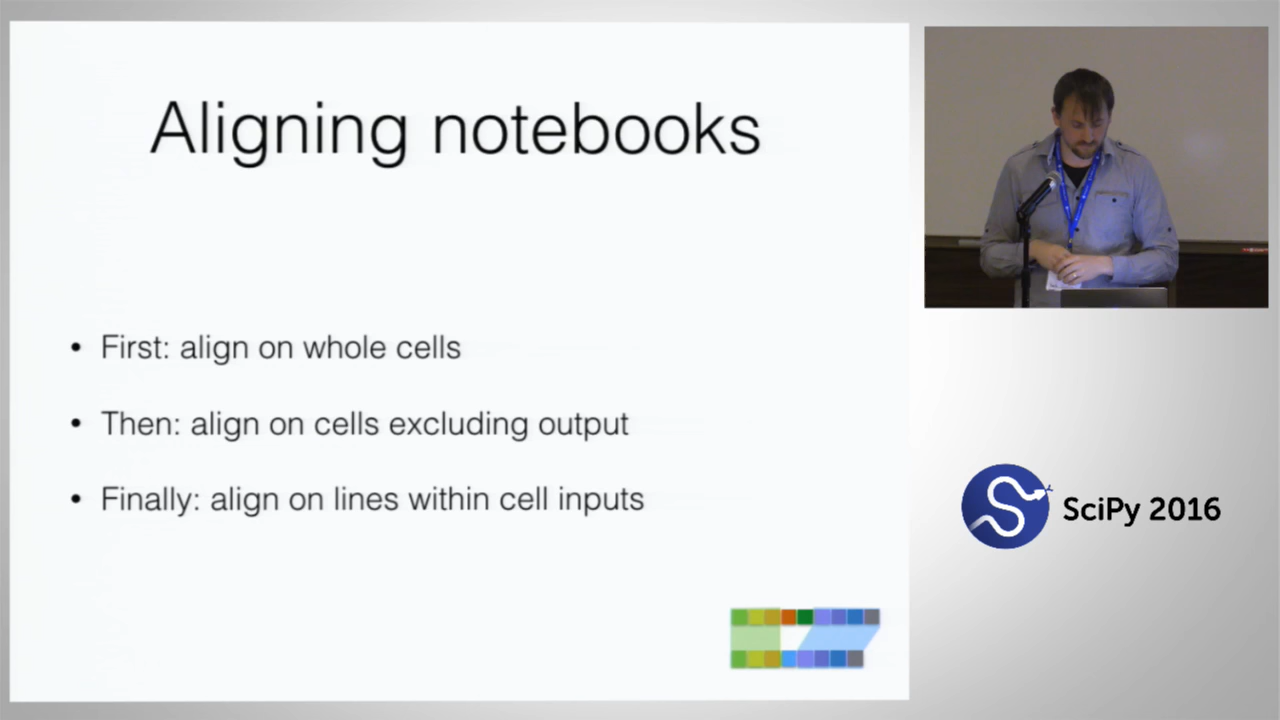 Aligning notebooks
• First: align on whole cells
• Then: align on cells excluding output
• Finally: align on lines within cell inputs
SciPy 2016